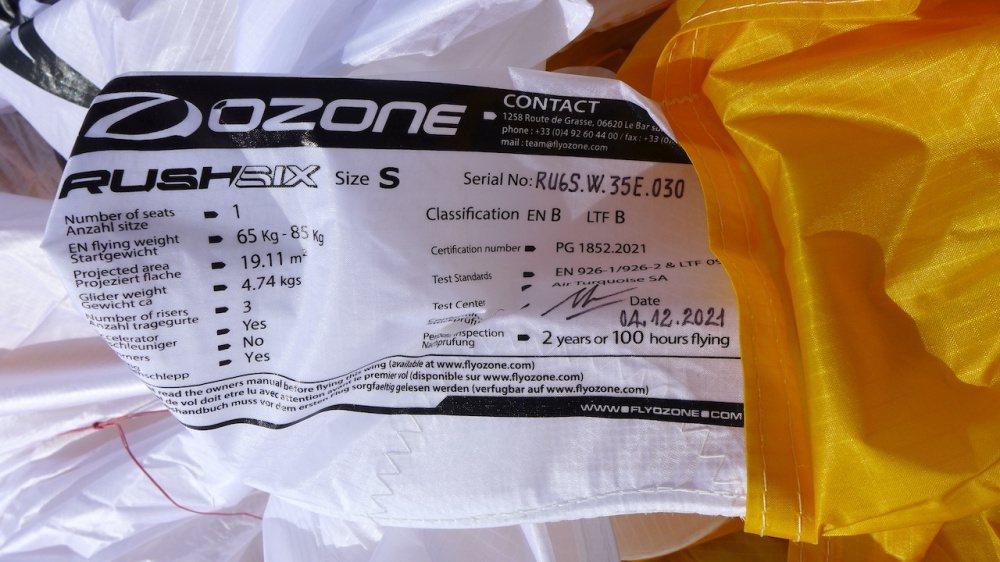 OZONE
CONTACT
1258 Route de Grasse, 06620 Le Bar
phone : +33 (0)4 92 60 44 00 / fax : +33 (0)
mail : team@flyozone.com
RUSHSIX Size S
Serial No: RU6S.W.35E.030
Number of seats 1
Anzahl sitze
EN flying weight 65 Kg - 85 Kg
Startgewicht
Projected area 19.11 m²
Projeziert flache
Glider weight 4,74 kgs
Gewicht ca
Number of risers 3
Anzahl tragegurte
Yes
No
Yes
Classification EN B LTF B
Certification number PG 1852.2021
Test Standards EN 926-1/926-2 & LTF
Air Turquoise SA
Test Center
Date
04.12.2021
2 years or 100 hours flying
read the owners manual before flying this wing (available at www.flyozone.com)
de vol doit etre lu avec attention avant le premier vol (disponible sur www.flyozone.com)
handbuch muss vor dem ersten Flug sorgfaeltig gelesen werden (verfugbar auf www.flyozone.com)
WWW.FLYOZONE.COM